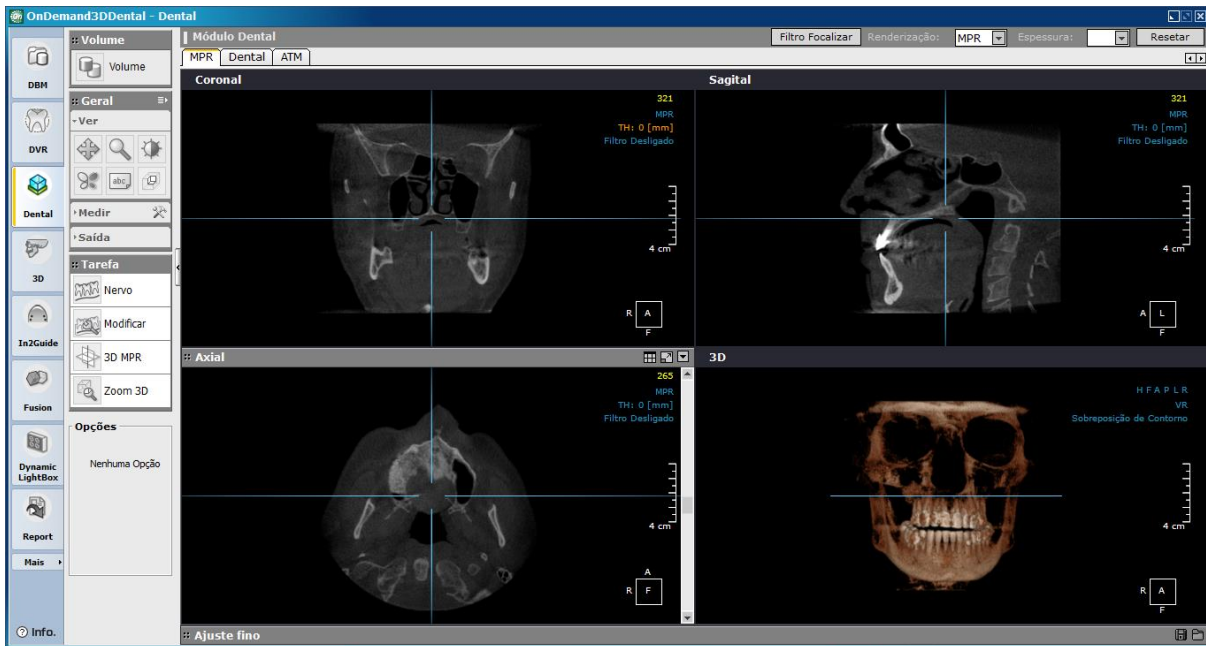 OnDemand3DDental - Dental
DBM
DVR
Dental
3D
In2Guide
Fusion
Dynamic
LightBox
Report
Mais
Info.
Volume
Volume
Geral
Ver
abc
Medir
Saída
Tarefa
Nervo
Modificar
3D MPR
Zoom 3D
Opções
Nenhuma Opção
Módulo Dental
Filtro Focalizar
Renderização:
MPR
Espessura:
Resetar
MPR
Dental
ATM
Coronal
321
MPR
TH: 0 [mm]
Filtro Desligado
4 cm
R
A
F
Sagital
321
MPR
TH: 0 [mm]
Filtro Desligado
4 cm
A
L
F
Axial
265
MPR
TH: 0 [mm]
Filtro Desligado
4 cm
A
R
F
3D
H F A P L R
VR
Sobreposição de Contorno
4 cm
R
A
F
Ajuste fino